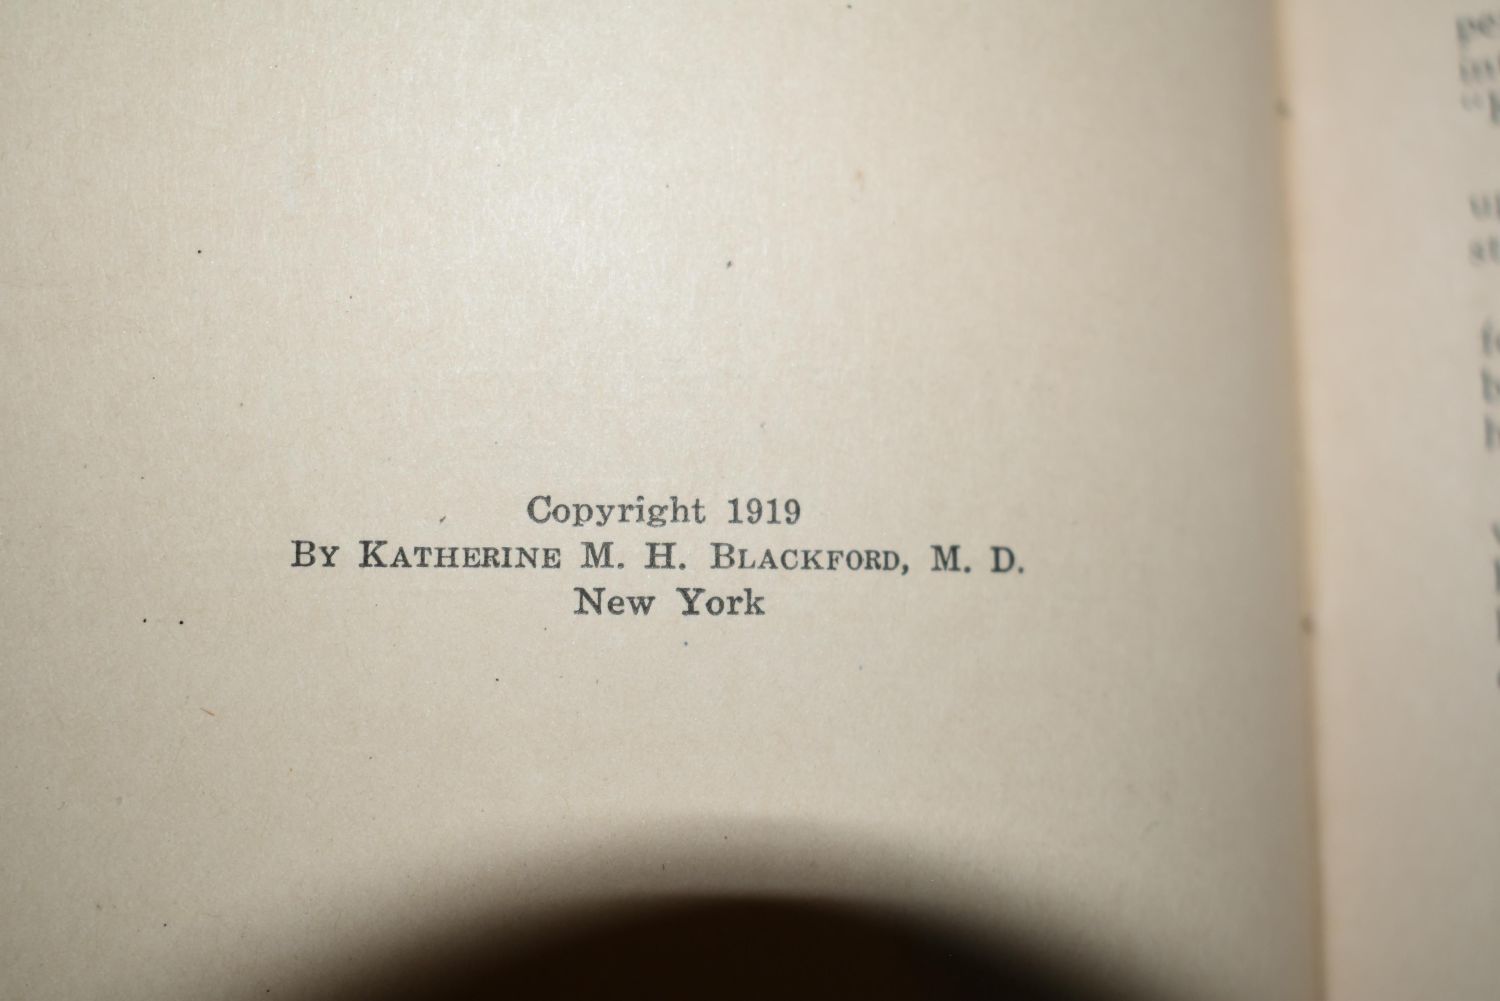 Copyright 1919
By Katherine M. H. Blackford, M. D.
New York